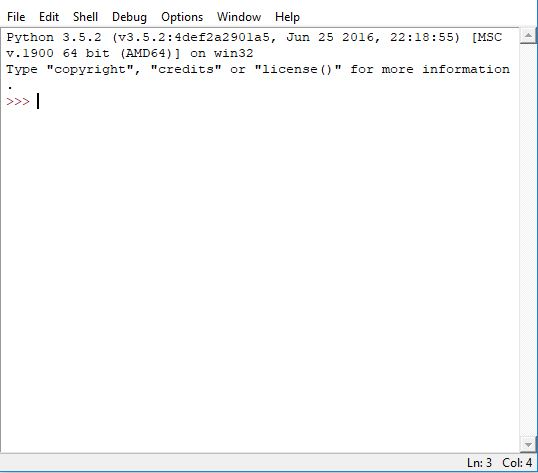 File Edit Shell Debug Options Window Help
Python 3.5.2 (v3.5.2:4def2a2901a5, Jun 25 2016, 22:18:55) [MSC
v.1900 64 bit (AMD64)] on win32
Type "copyright", "credits" or "license()" for more information
.
>>>
Ln: 3 Col: 4